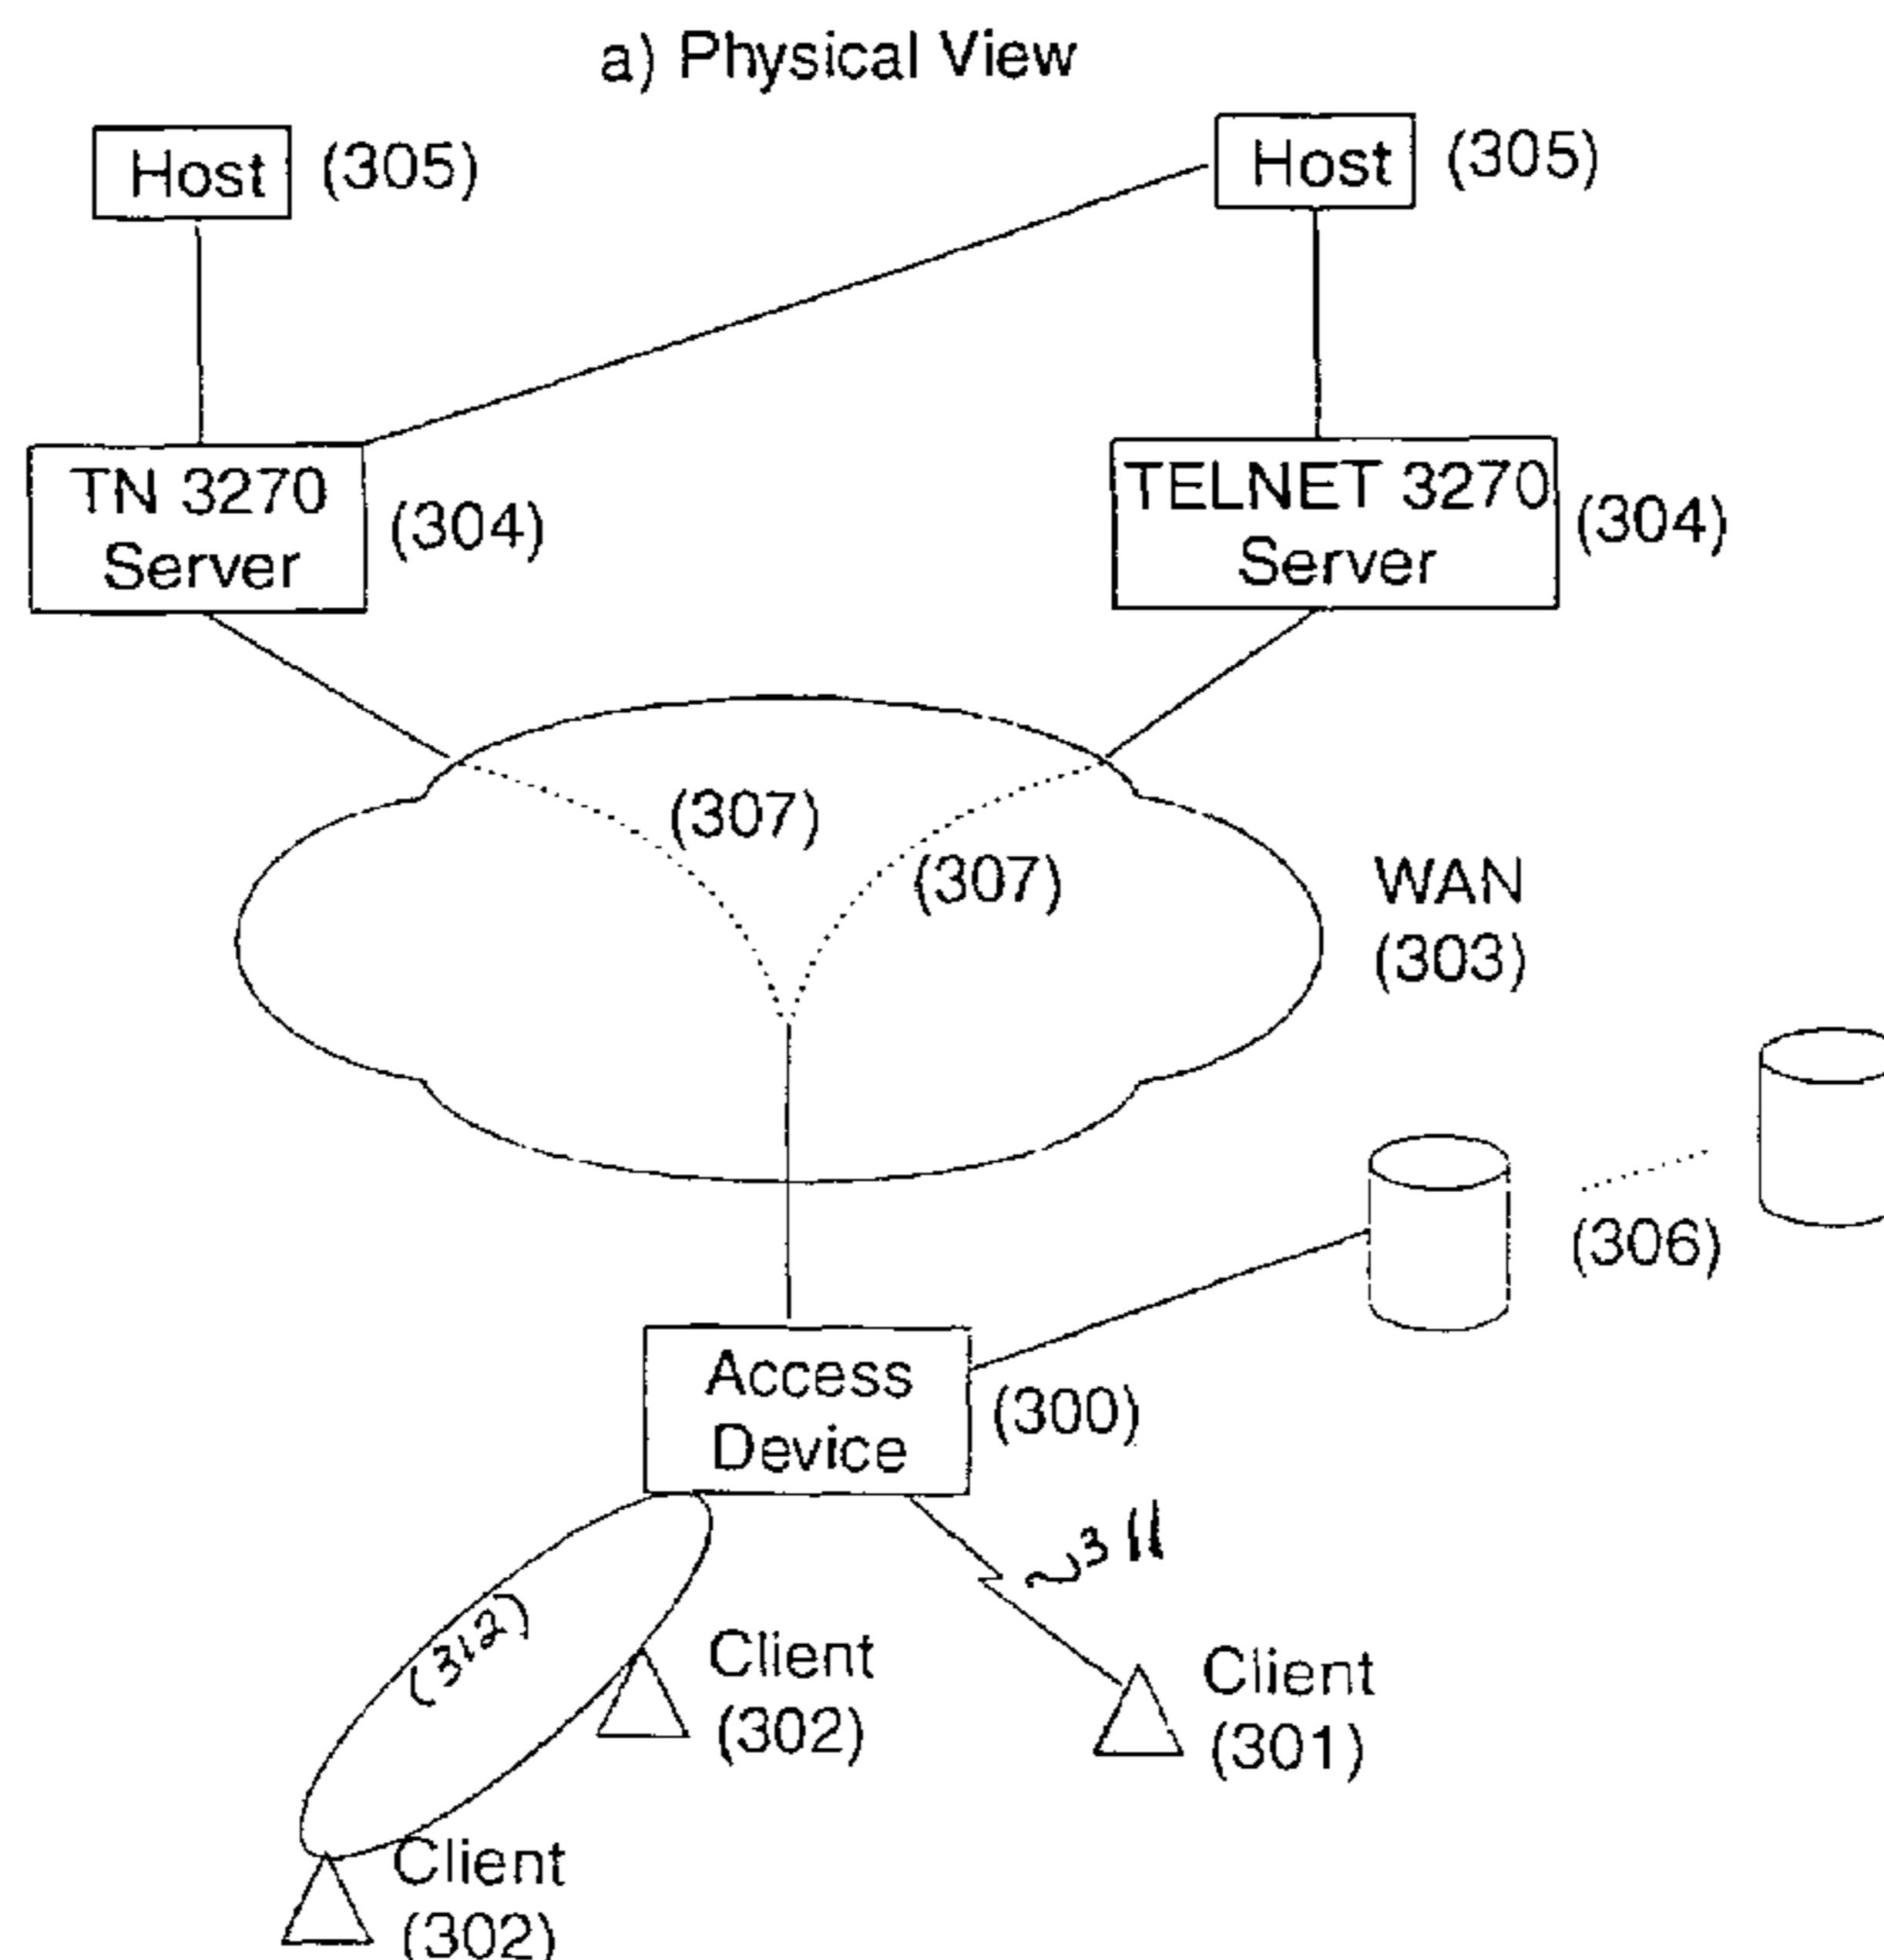 a) Physical View
Host (305)
Host (305)
TN 3270
Server
(304)
TELNET 3270
Server
(304)
(307)
(307)
WAN
(303)
(306)
Access
Device
(300)
311
(312)
Client
(302)
Client
(301)
Client
(302)